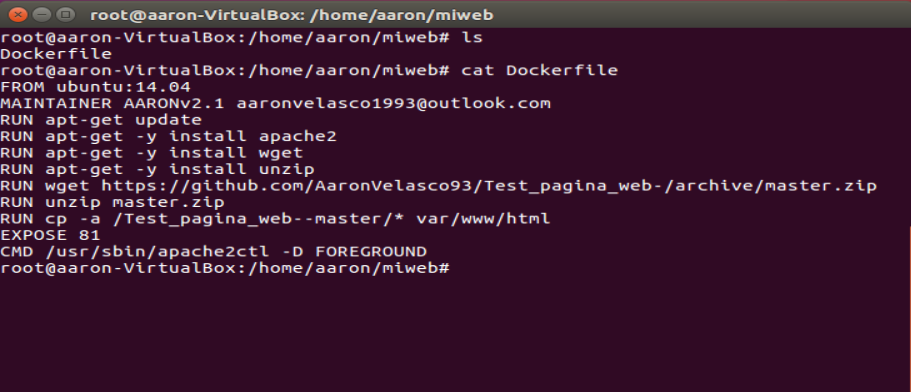 root@aaron-VirtualBox: /home/aaron/miweb
root@aaron-VirtualBox:/home/aaron/miweb# ls
Dockerfile
root@aaron-VirtualBox:/home/aaron/miweb# cat Dockerfile
FROM ubuntu:14.04
MAINTAINER AARONv2.1 aaronvelasco1993@outlook.com
RUN apt-get update
RUN apt-get -y install apache2
RUN apt-get -y install wget
RUN apt-get -y install unzip
RUN wget https://github.com/AaronVelasco93/Test_pagina_web-/archive/master.zip
RUN unzip master.zip
RUN cp -a /Test_pagina_web--master/* var/www/html
EXPOSE 81
CMD /usr/sbin/apache2ctl -D FOREGROUND
root@aaron-VirtualBox:/home/aaron/miweb#